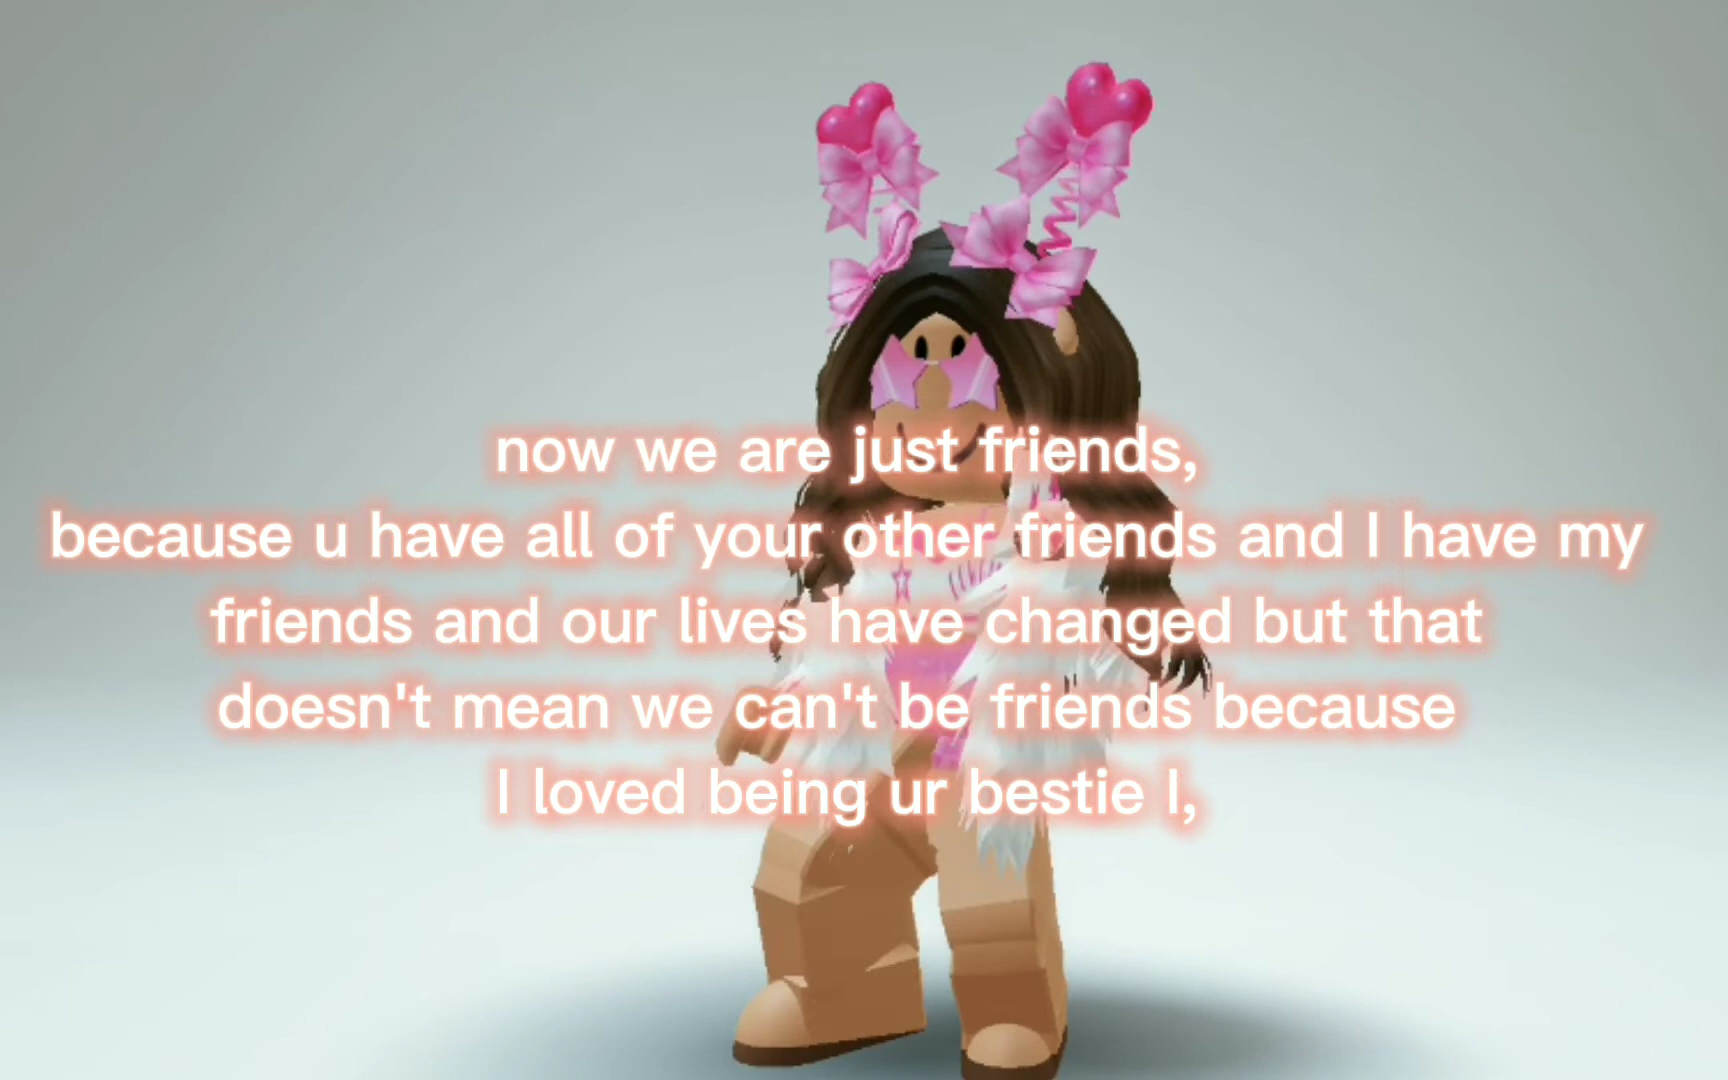 now we are just friends,
because u have all of your other friends and I have my
friends and our lives have changed but that
doesn't mean we can't be friends because
I loved being ur bestie I,